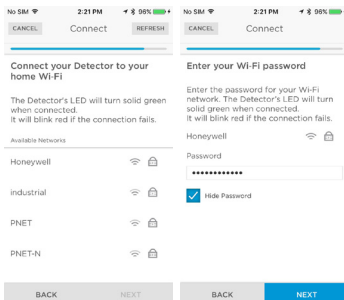 No SIM 2:21 PM 96%
CANCEL Connect REFRESH
Connect your Detector to your
home Wi-Fi
The Detector's LED will turn solid green
when connected.
It will blink red if the connection fails.
Available Networks
Honeywell
industrial
PNET
PNET-N
BACK NEXT
No SIM 2:21 PM 96%
CANCEL Connect
Enter your Wi-Fi password
Enter the password for your Wi-Fi
network. The Detector's LED will turn
solid green when connected.
It will blink red if the connection fails.
Honeywell
Password
••••••••••••
Hide Password
BACK NEXT